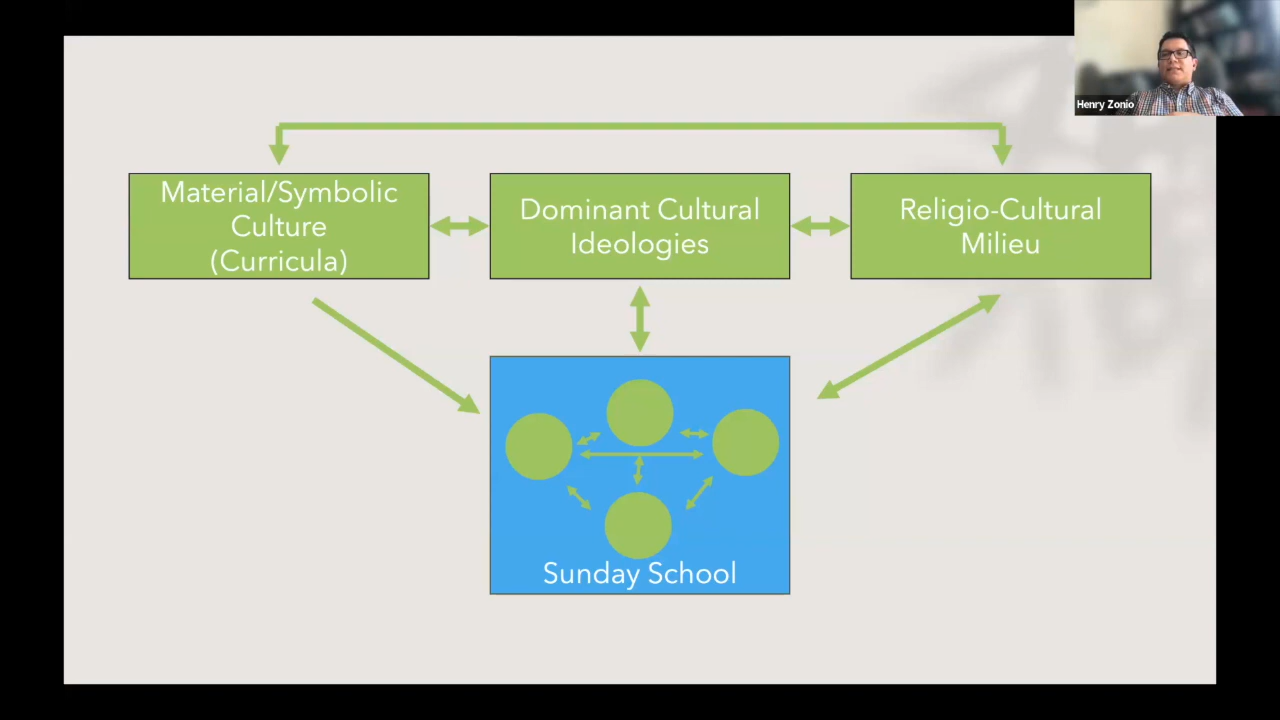 Henry Zonio
Material/Symbolic
Culture
(Curricula)
Dominant Cultural
Ideologies
Religio-Cultural
Milieu
Sunday School